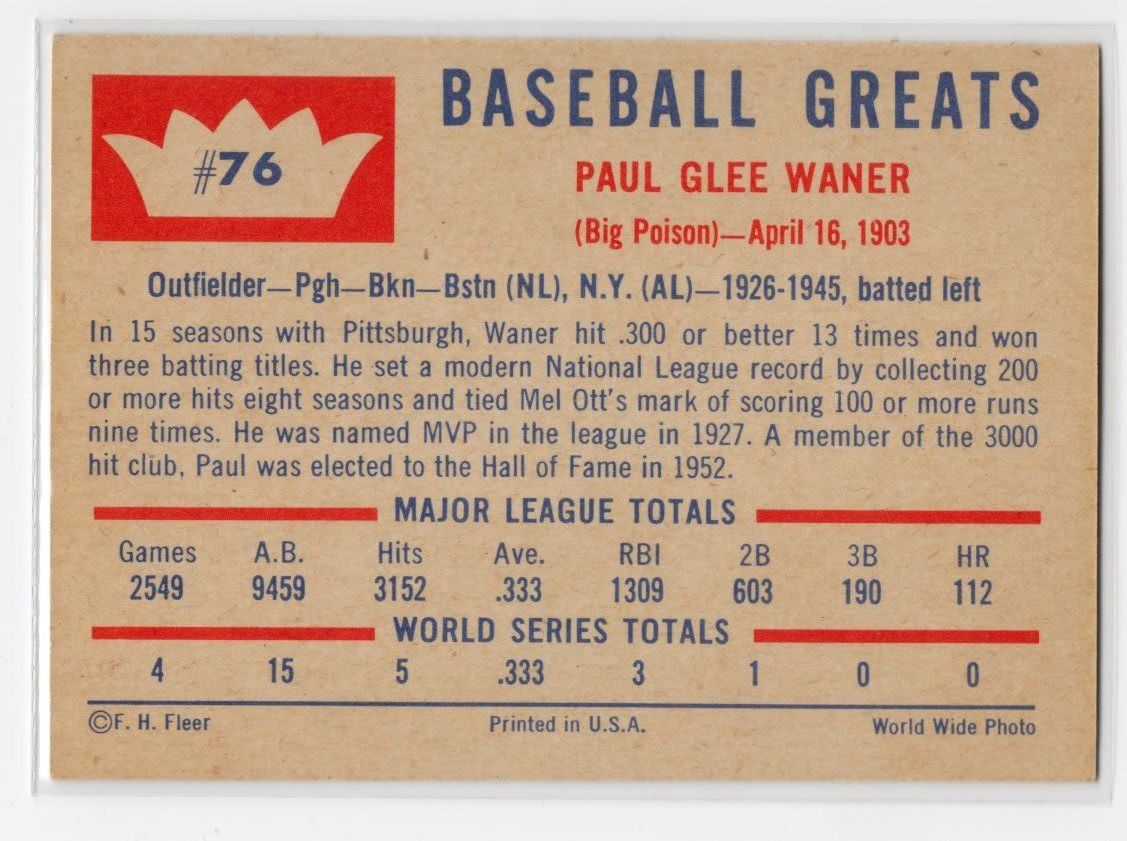 #76
BASEBALL GREATS
PAUL GLEE WANER
(Big Poison)—April 16, 1903
Outfielder—Pgh—Bkn—Bstn (NL), N.Y. (AL)—1926-1945, batted left
In 15 seasons with Pittsburgh, Waner hit .300 or better 13 times and won
three batting titles. He set a modern National League record by collecting 200
or more hits eight seasons and tied Mel Ott's mark of scoring 100 or more runs
nine times. He was named MVP in the league in 1927. A member of the 3000
hit club, Paul was elected to the Hall of Fame in 1952.
MAJOR LEAGUE TOTALS
Games A.B. Hits Ave. RBI 2B 3B HR
2549 9459 3152 .333 1309 603 190 112
WORLD SERIES TOTALS
4 15 5 .333 3 1 0 0
©F. H. Fleer Printed in U.S.A. World Wide Photo